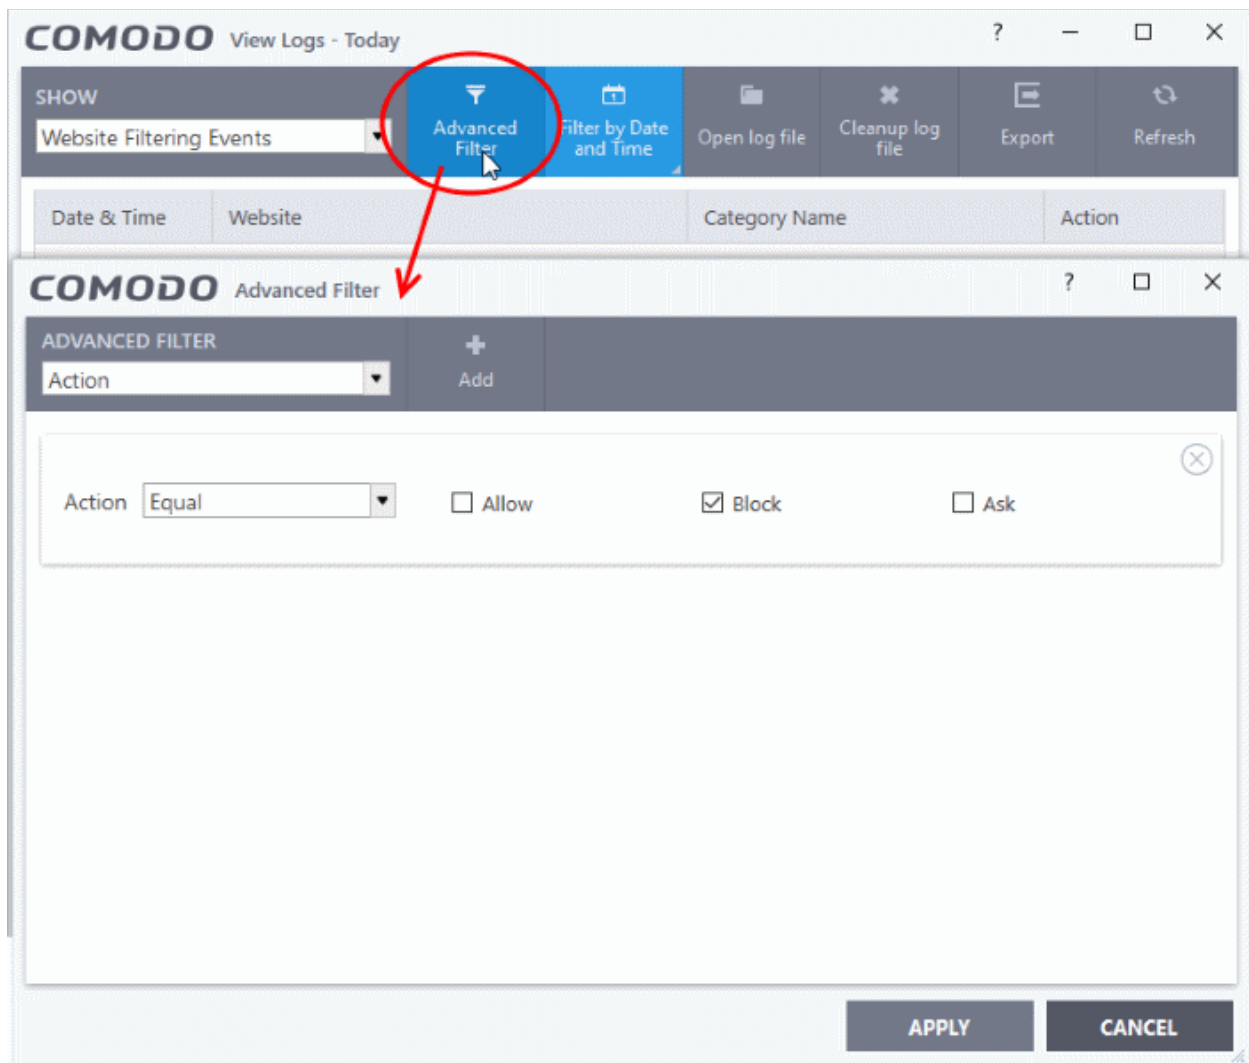 COMODO View Logs - Today ?
SHOW
Website Filtering Events
Advanced
Filter
Filter by Date
and Time
Open log file
Cleanup log
file
Export
Refresh
Date & Time Website Category Name Action
COMODO Advanced Filter ?
ADVANCED FILTER
Action
Add
Action Equal Allow Block Ask
APPLY CANCEL